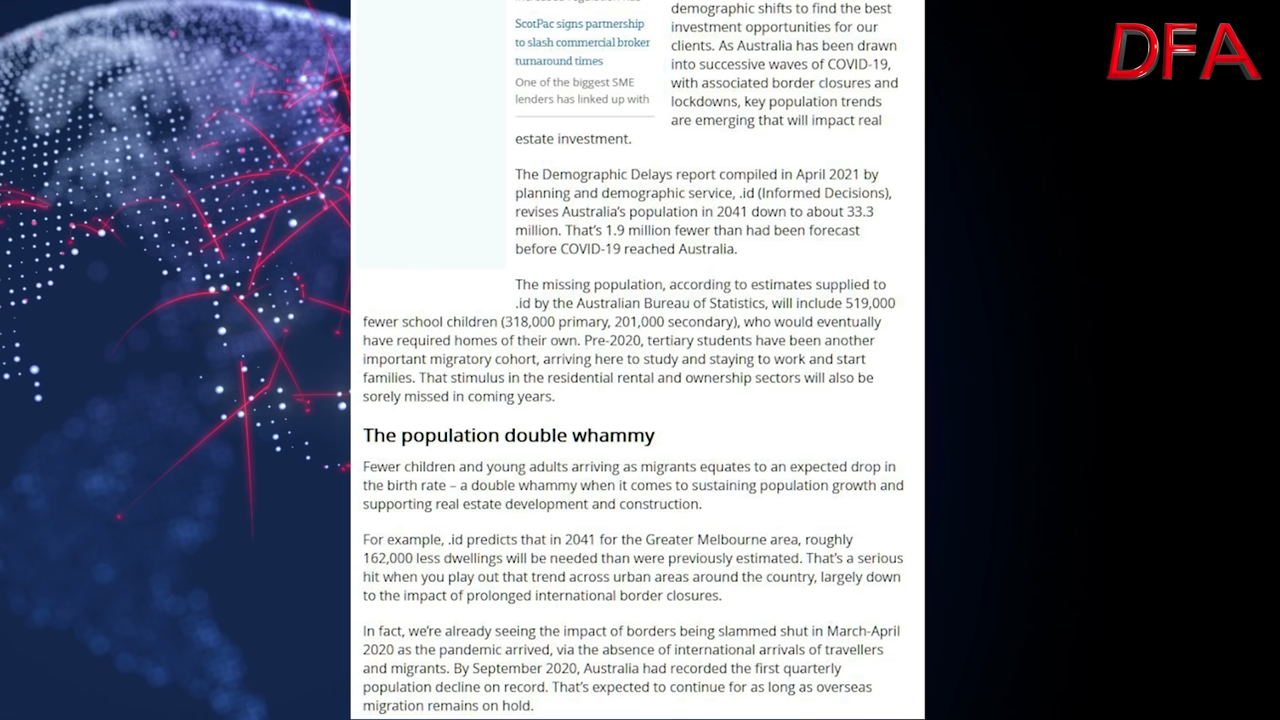 DFA
ScotPac signs partnership
to slash commercial broker
turnaround times
One of the biggest SME
lenders has linked up with
demographic shifts to find the best
investment opportunities for our
clients. As Australia has been drawn
into successive waves of COVID-19,
with associated border closures and
lockdowns, key population trends
are emerging that will impact real
estate investment.
The Demographic Delays report compiled in April 2021 by
planning and demographic service, .id (Informed Decisions),
revises Australia's population in 2041 down to about 33.3
million. That's 1.9 million fewer than had been forecast
before COVID-19 reached Australia.
The missing population, according to estimates supplied to
.id by the Australian Bureau of Statistics, will include 519,000
fewer school children (318,000 primary, 201,000 secondary), who would eventually
have required homes of their own. Pre-2020, tertiary students have been another
important migratory cohort, arriving here to study and staying to work and start
families. That stimulus in the residential rental and ownership sectors will also be
sorely missed in coming years.
The population double whammy
Fewer children and young adults arriving as migrants equates to an expected drop in
the birth rate – a double whammy when it comes to sustaining population growth and
supporting real estate development and construction.
For example, .id predicts that in 2041 for the Greater Melbourne area, roughly
162,000 less dwellings will be needed than were previously estimated. That's a serious
hit when you play out that trend across urban areas around the country, largely down
to the impact of prolonged international border closures.
In fact, we're already seeing the impact of borders being slammed shut in March-April
2020 as the pandemic arrived, via the absence of international arrivals of travellers
and migrants. By September 2020, Australia had recorded the first quarterly
population decline on record. That's expected to continue for as long as overseas
migration remains on hold.